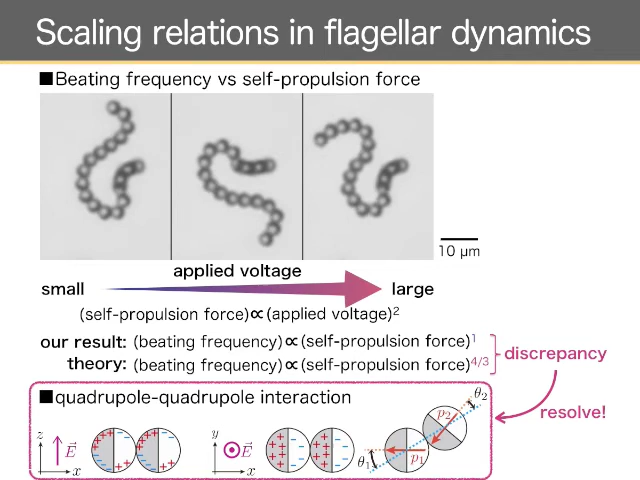 Scaling relations in flagellar dynamics
■Beating frequency vs self-propulsion force
10 μm
applied voltage
small
large
(self-propulsion force)∝(applied voltage)²
our result: (beating frequency)∝(self-propulsion force)¹
theory: (beating frequency)∝(self-propulsion force)^4/3
discrepancy
resolve!
■quadrupole-quadrupole interaction
z
E⃗
x
y
E⃗
x
θ₁
p₁
p₂
θ₂